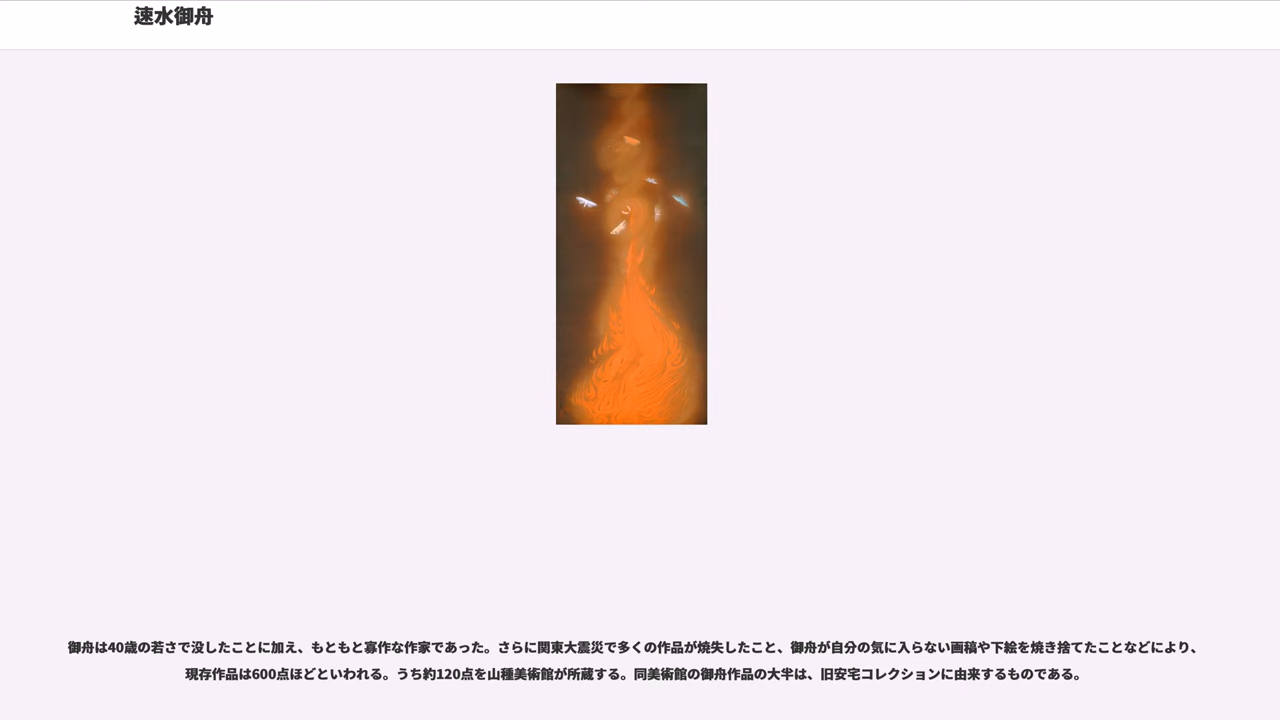 速水御舟
御舟は40歳の若さで没したことに加え、もともと寡作な作家であった。さらに関東大震災で多くの作品が焼失したこと、御舟が自分の気に入らない画稿や下絵を焼き捨てたことなどにより、
現存作品は600点ほどといわれる。うち約120点を山種美術館が所蔵する。同美術館の御舟作品の大半は、旧安宅コレクションに由来するものである。